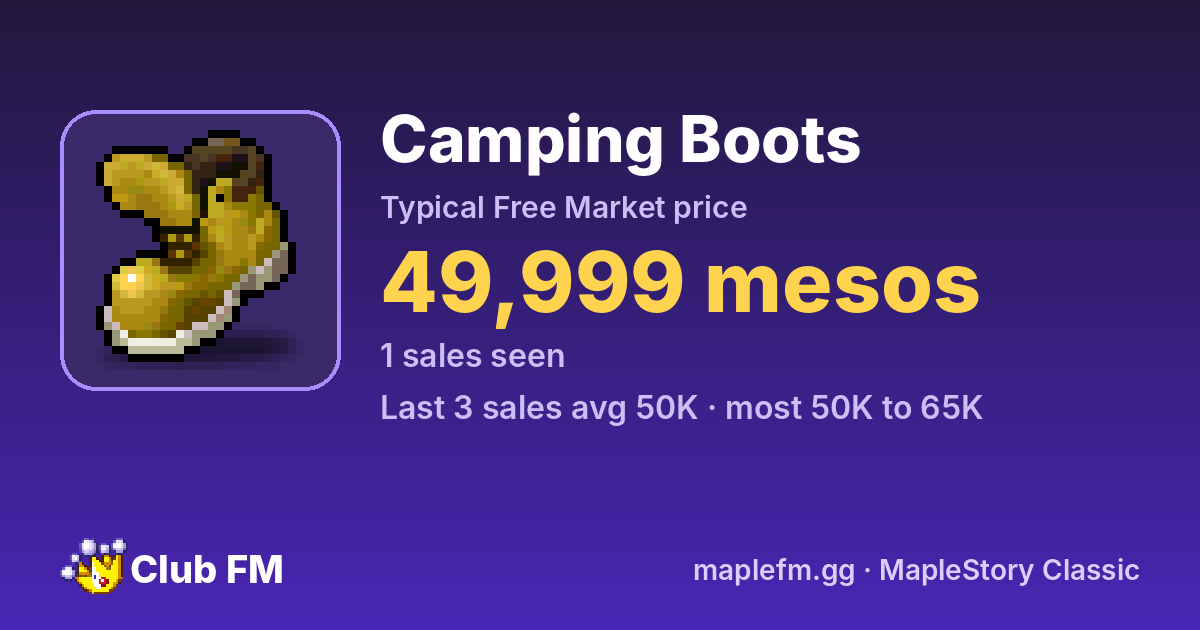 Camping Boots
Typical Free Market price
49,999 mesos
1 sales seen
Last 3 sales avg 50K · most 50K to 65K
Club FM
maplefm.gg · MapleStory Classic